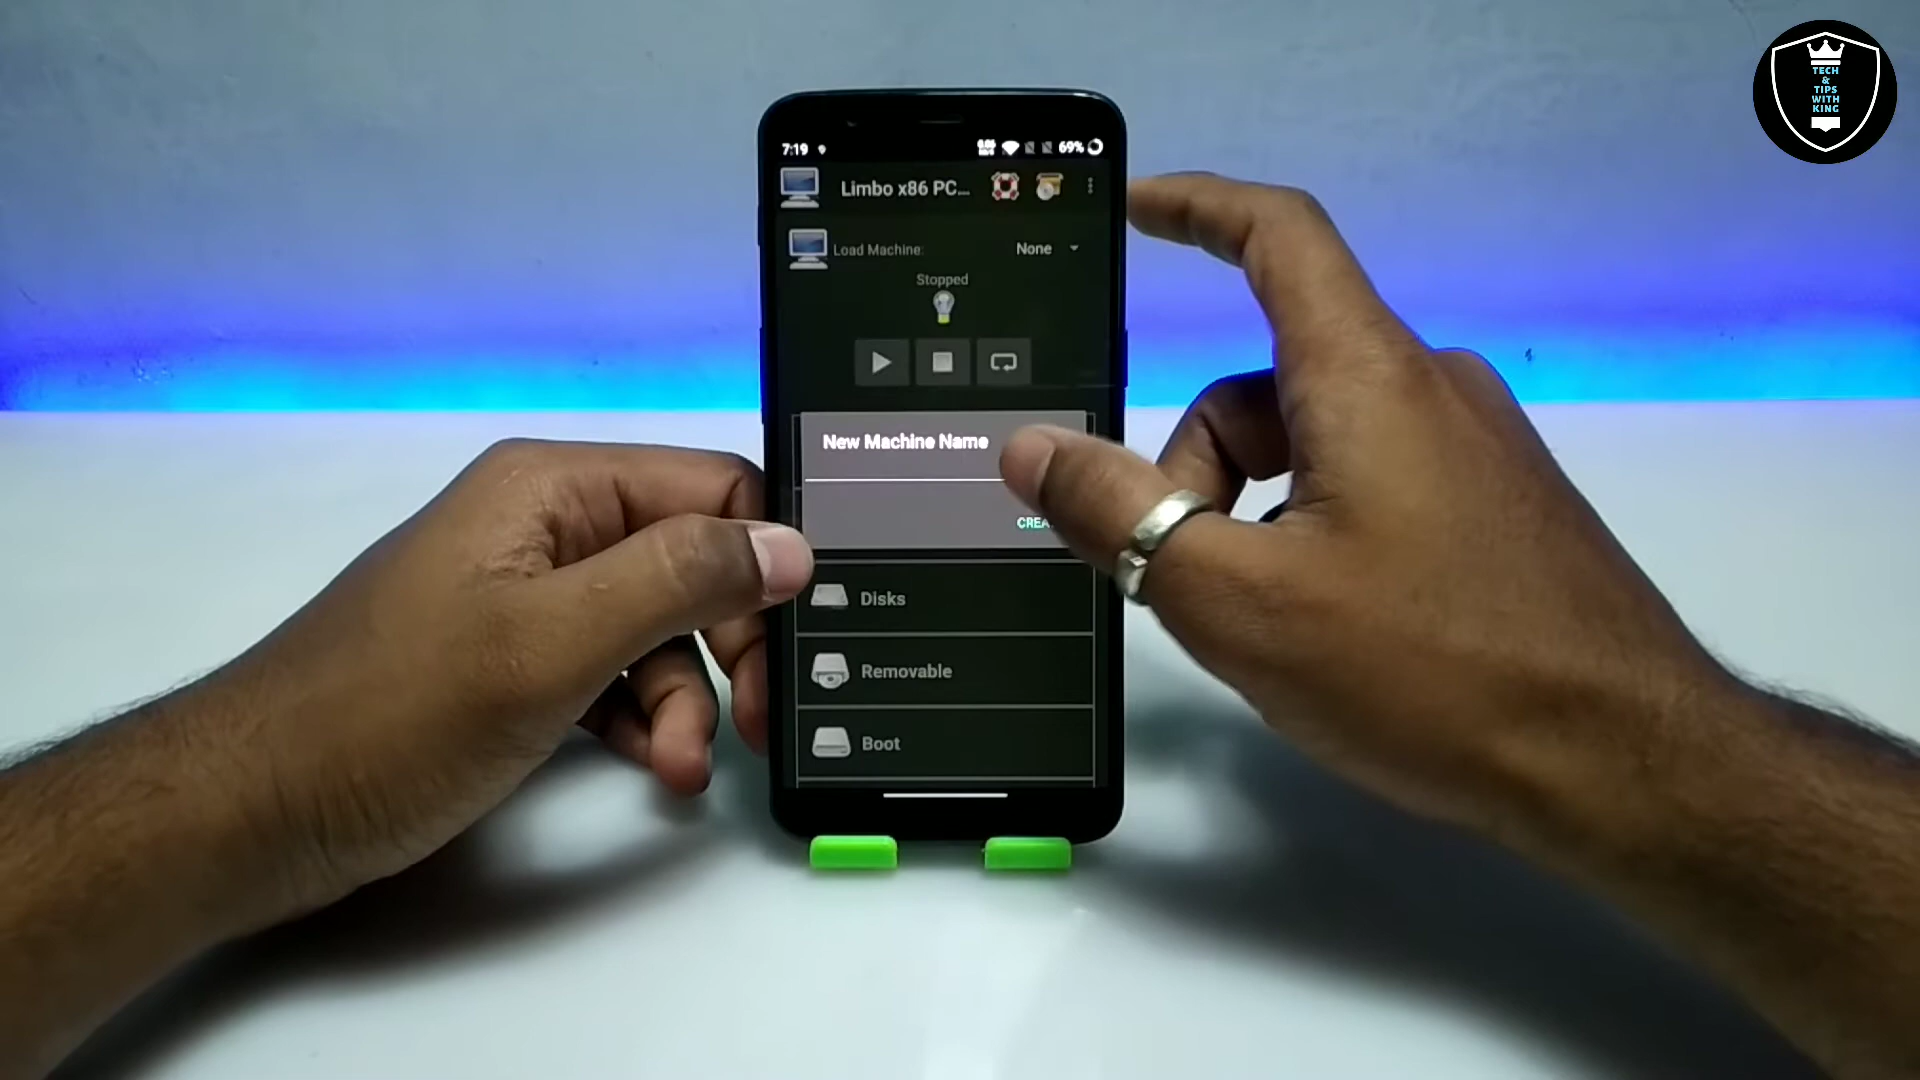 TECH
&
TIPS
WITH
KING
7:19
69%
Limbo x86 PC...
Load Machine:
None
Stopped
New Machine Name
Disks
Removable
Boot